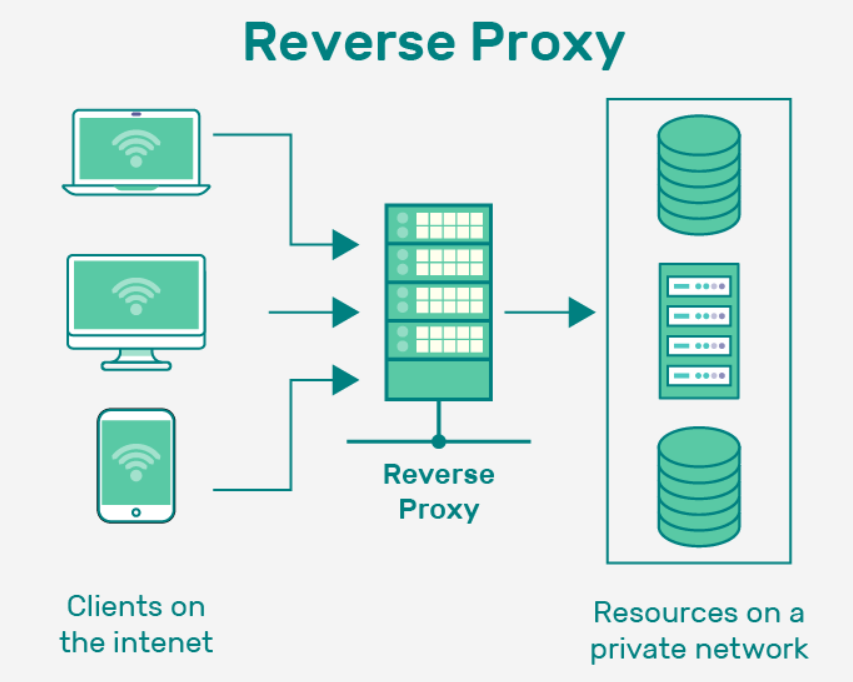 Reverse Proxy
Reverse
Proxy
Clients on
the intenet
Resources on a
private network